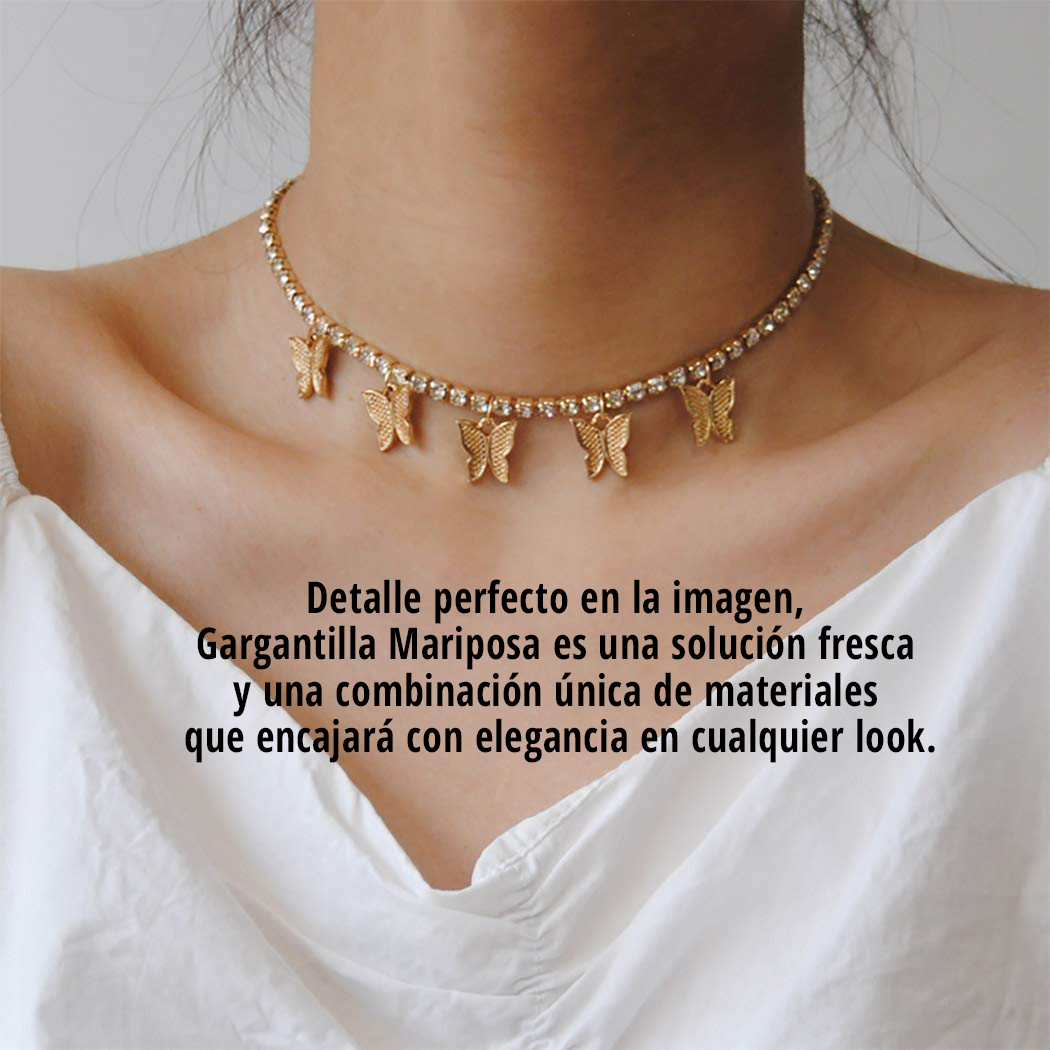 Detalle perfecto en la imagen,
Gargantilla Mariposa es una solución fresca
y una combinación única de materiales
que encajará con elegancia en cualquier look.